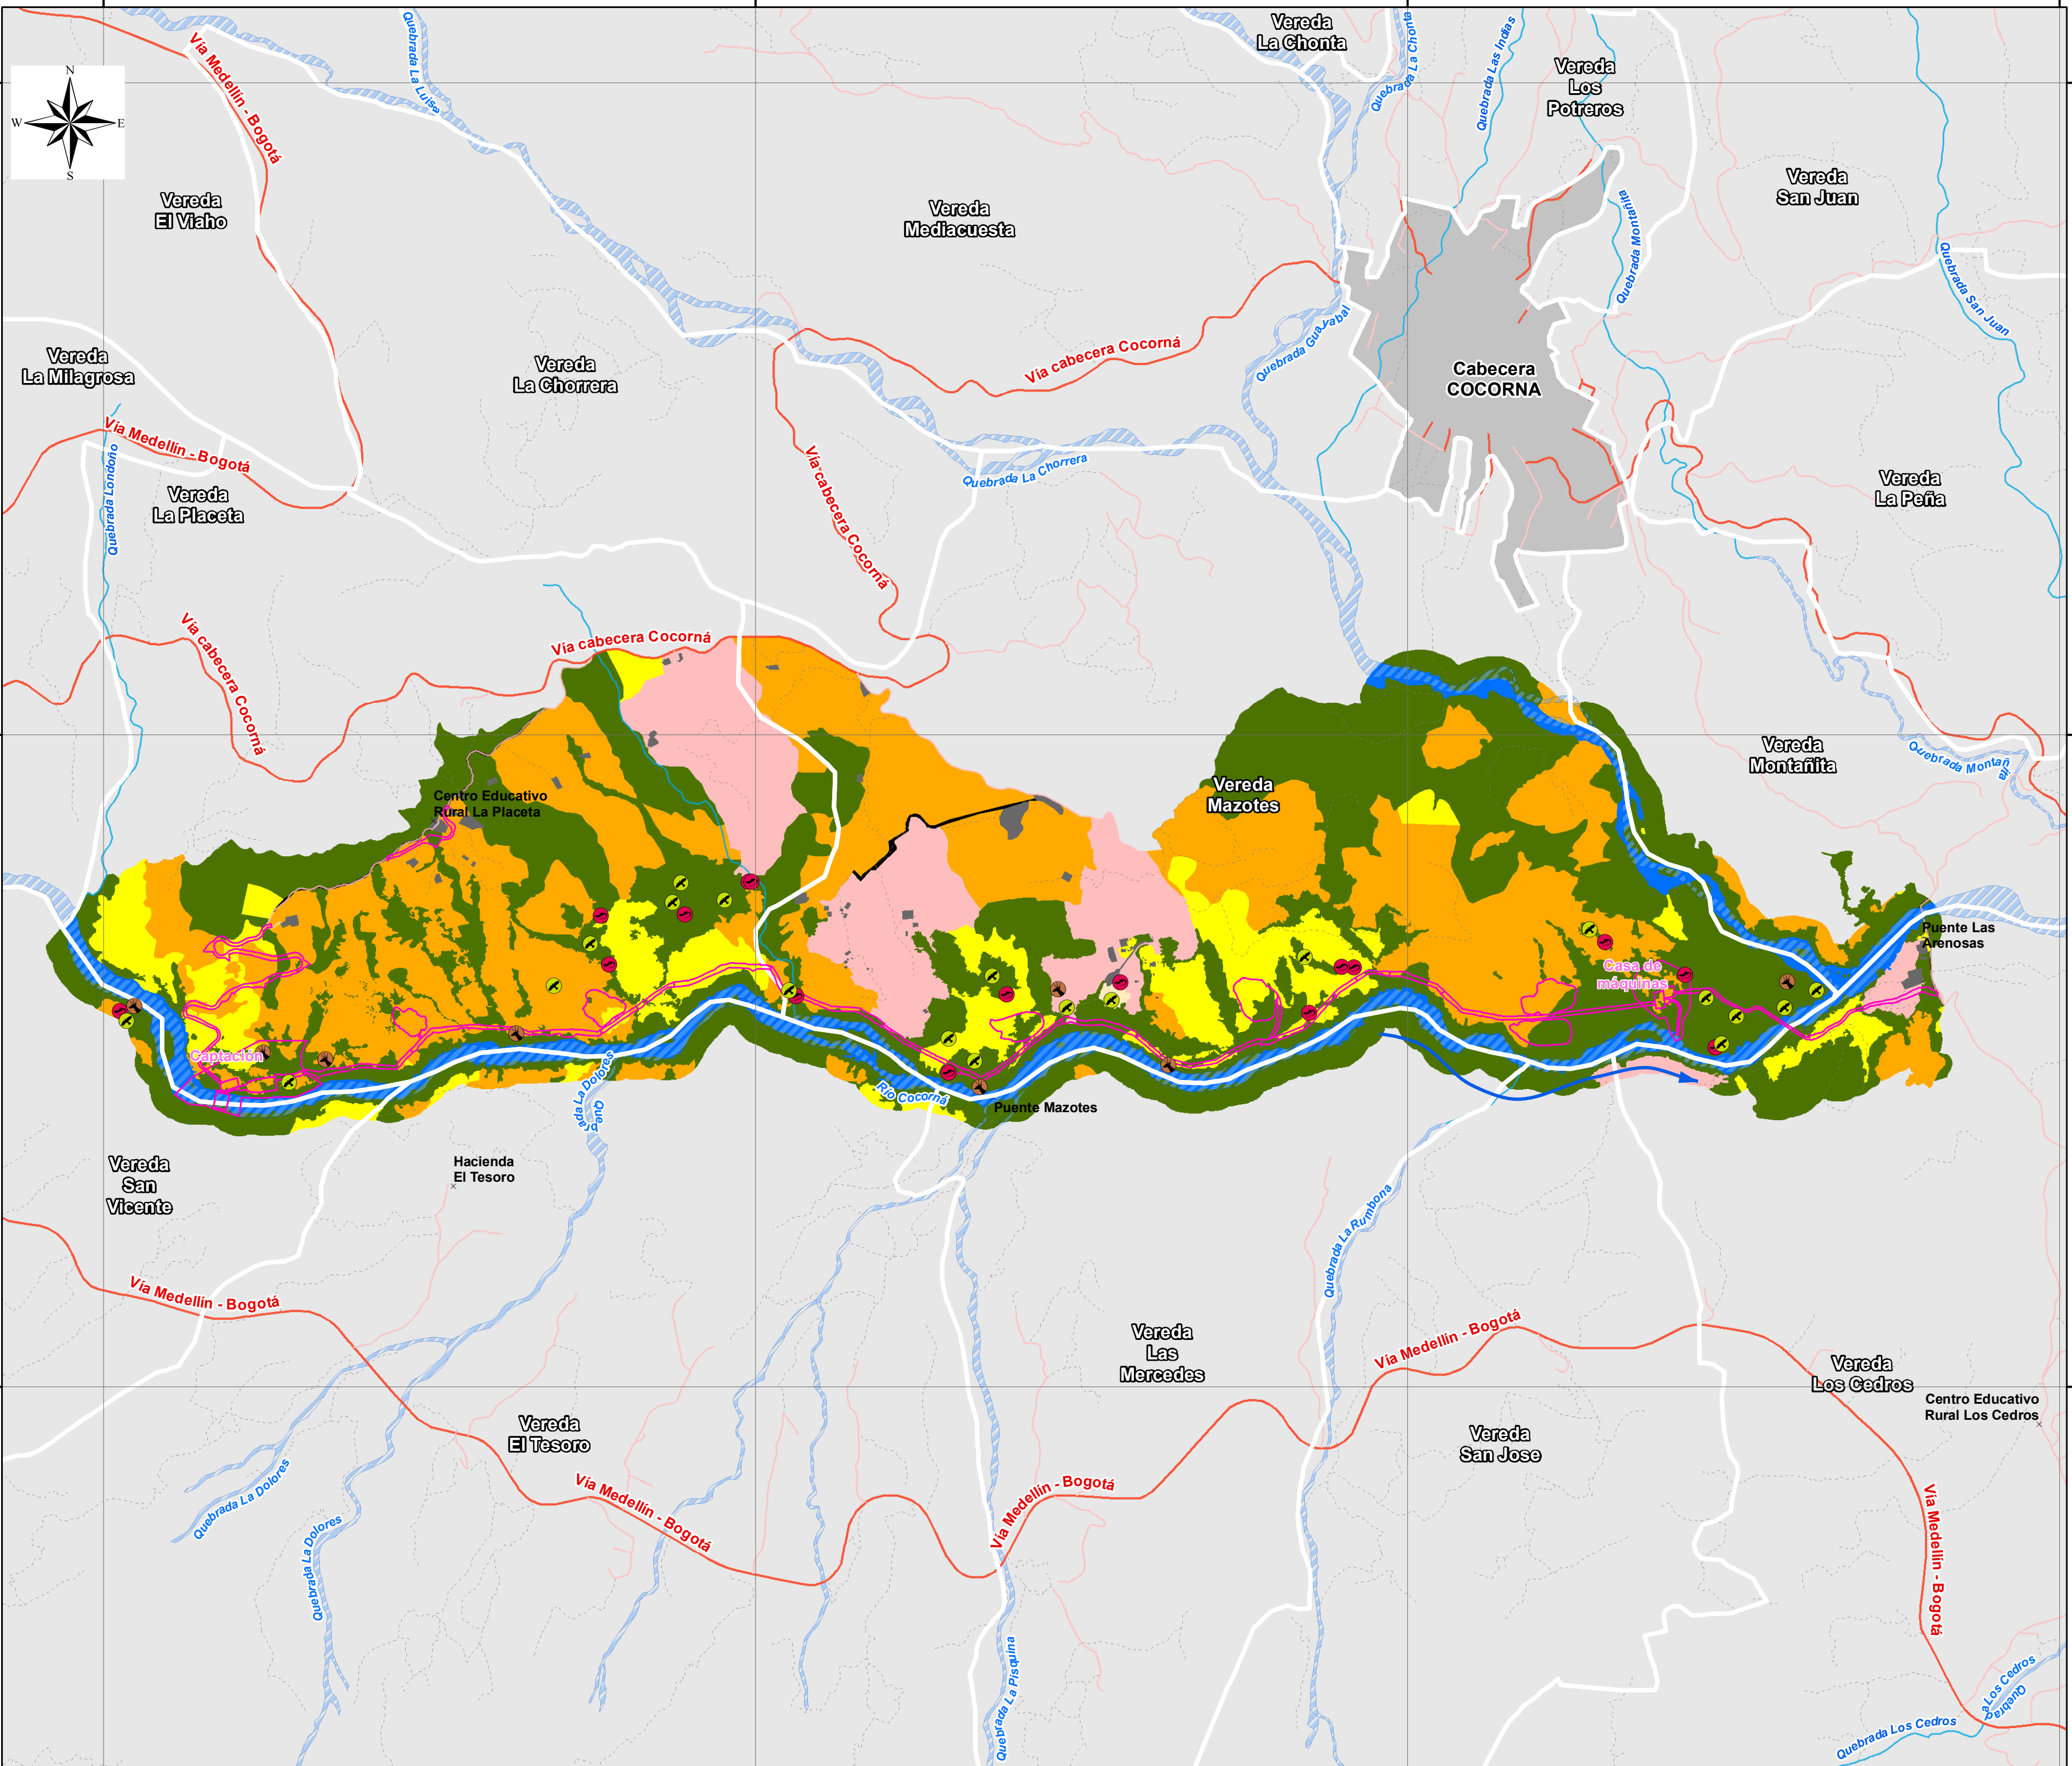 Vereda
La Chonta
Quebrada La Luisa
Quebrada La Chonta
Quebrada Las Indias
Vereda
Los
Potreros
Vía Medellín - Bogotá
N
W
E
S
Vereda
El Viaho
Vereda
Mediacuesta
Vereda
San Juan
Quebrada Montañita
Quebrada San Juan
Quebrada Guayabal
Vía cabecera Cocorná
Vereda
La Milagrosa
Vereda
La Chorrera
Cabecera
COCORNA
Vía Medellín - Bogotá
Quebrada Londoño
Vereda
La Placeta
Vía cabecera Cocorná
Quebrada La Chorrera
Vereda
La Peña
Vía cabecera Cocorná
Vía cabecera Cocorná
Vereda
Montañita
Quebrada Montañita
Vereda
Mazotes
Centro Educativo
Rural La Placeta
Puente Las
Arenosas
Casa de
máquinas
Captación
Quebrada La Dolores
Río Cocorná
Puente Mazotes
Hacienda
El Tesoro
Vereda
San
Vicente
Quebrada La Rumbona
Vía Medellín - Bogotá
Vereda
Las
Mercedes
Vía Medellín - Bogotá
Vereda
Los Cedros
Centro Educativo
Rural Los Cedros
Vereda
El Tesoro
Vereda
San Jose
Vía Medellín - Bogotá
Vía Medellín - Bogotá
Vía Medellín - Bogotá
Quebrada La Dolores
Quebrada La Dolores
Quebrada La Pisquina
Quebrada Los Cedros
Quebrada Los Cedros